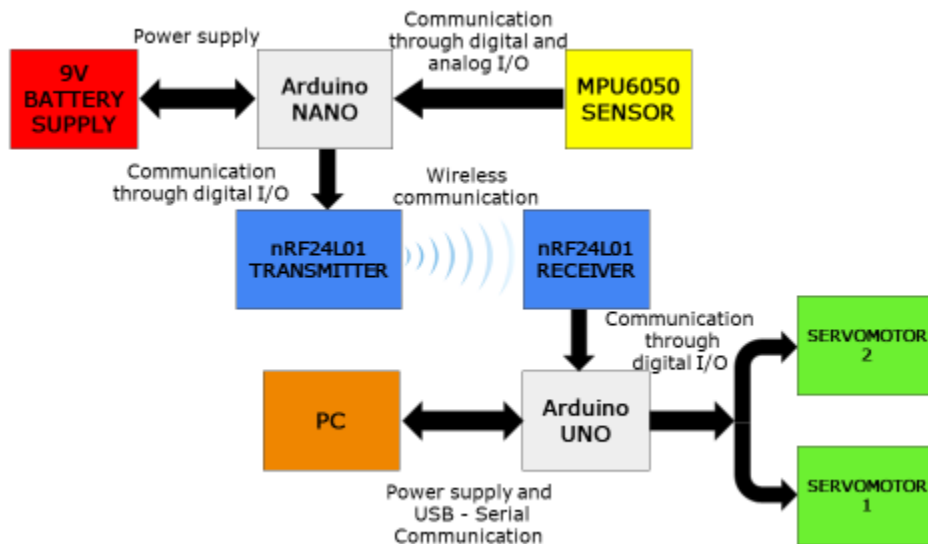 Power supply
Communication
through digital and
analog I/O
9V
BATTERY
SUPPLY
Arduino
NANO
MPU6050
SENSOR
Communication
through digital I/O
Wireless
communication
nRF24L01
TRANSMITTER
nRF24L01
RECEIVER
Communication
through
digital I/O
SERVOMOTOR
2
PC
Arduino
UNO
SERVOMOTOR
1
Power supply and
USB - Serial
Communication